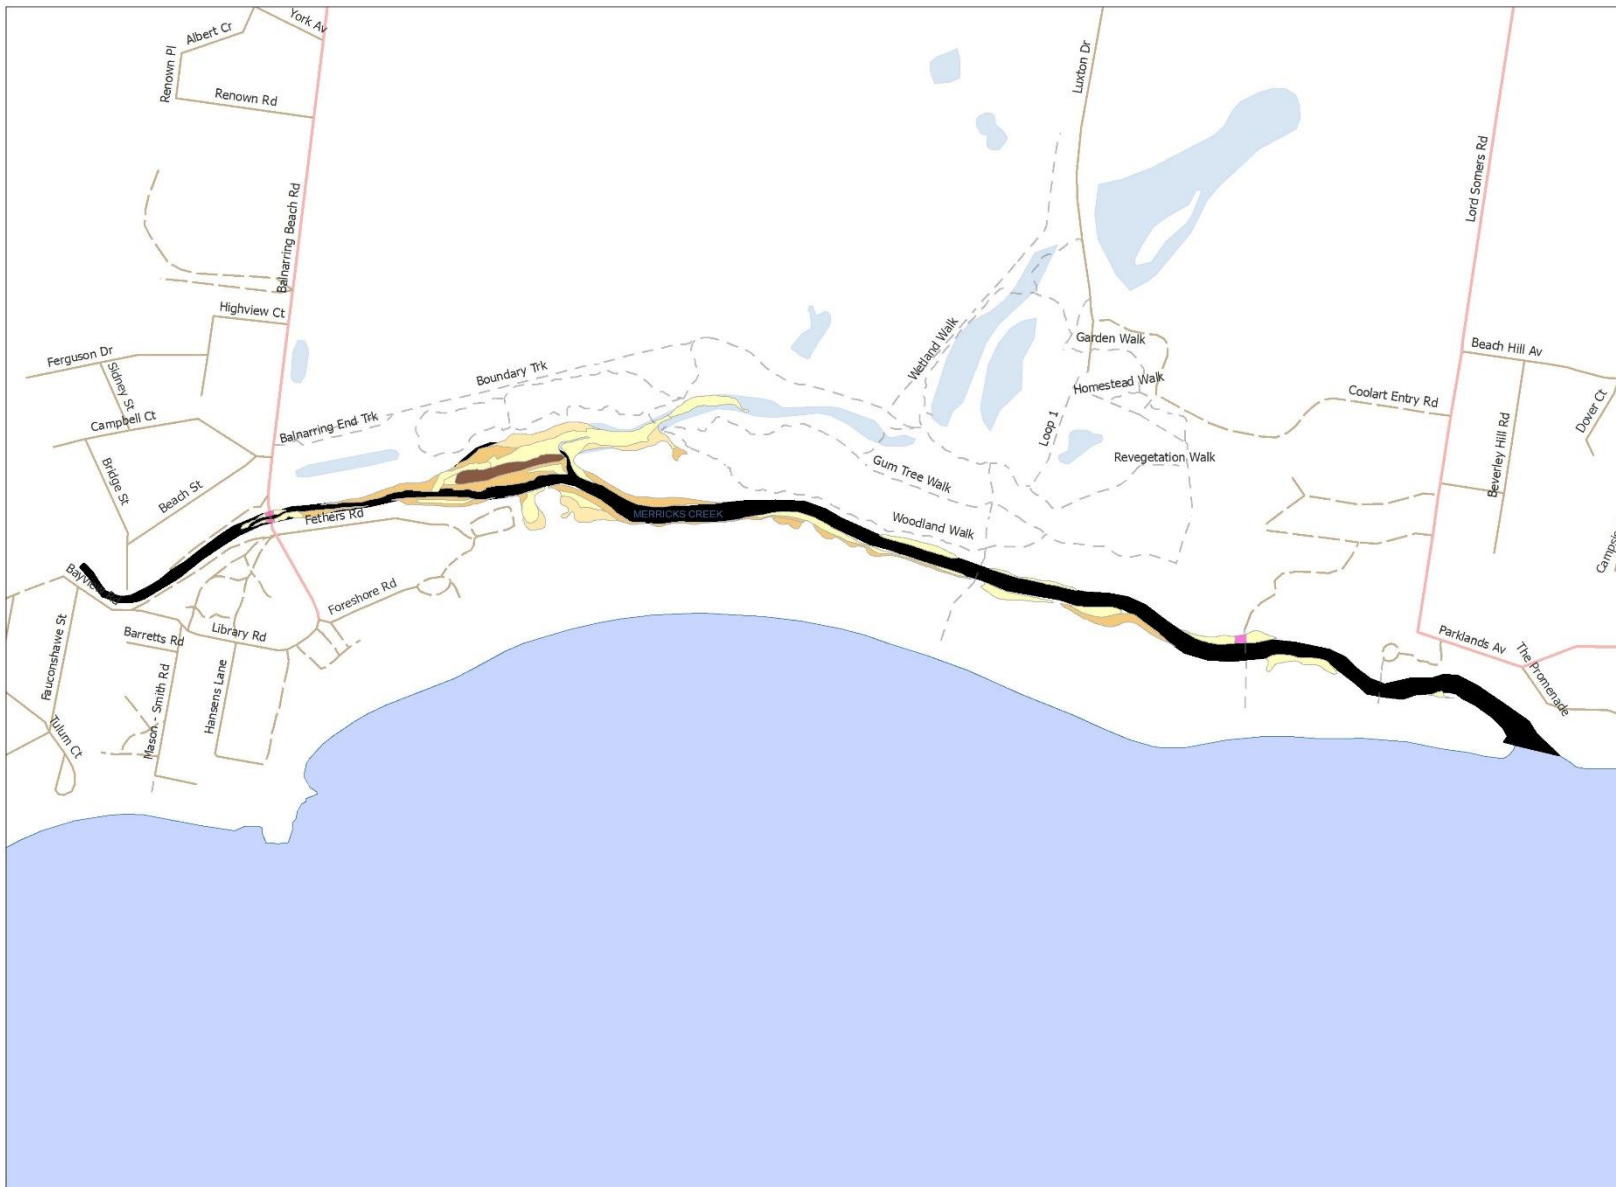 York Av
Albert Cr
Renown Pl
Renown Rd
Luxton Dr
Lord Somers Rd
Balnarring Beach Rd
Highview Ct
Ferguson Dr
Sidney St
Campbell Ct
Bridge St
Beach St
Boundary Trk
Balnarring End Trk
Wetland Walk
Garden Walk
Homestead Walk
Loop 1
Revegetation Walk
Coolart Entry Rd
Beach Hill Av
Dover Ct
Beverley Hill Rd
Gum Tree Walk
Woodland Walk
MERRICKS CREEK
Fethers Rd
Foreshore Rd
Fauconshawe St
Barretts Rd
Library Rd
Mason - Smith Rd
Hansens Lane
Tulum Ct
Parklands Av
The Promenade